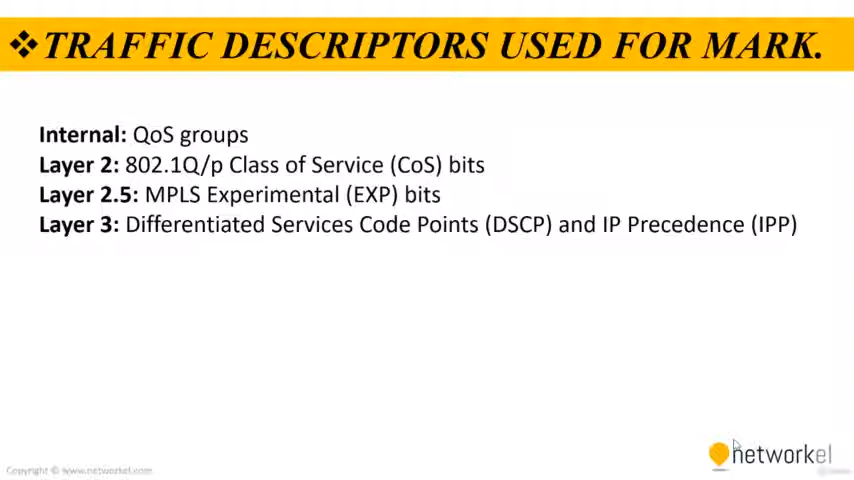 ❖TRAFFIC DESCRIPTORS USED FOR MARK.
Internal: QoS groups
Layer 2: 802.1Q/p Class of Service (CoS) bits
Layer 2.5: MPLS Experimental (EXP) bits
Layer 3: Differentiated Services Code Points (DSCP) and IP Precedence (IPP)
networkel
Copyright © www.networkel.com